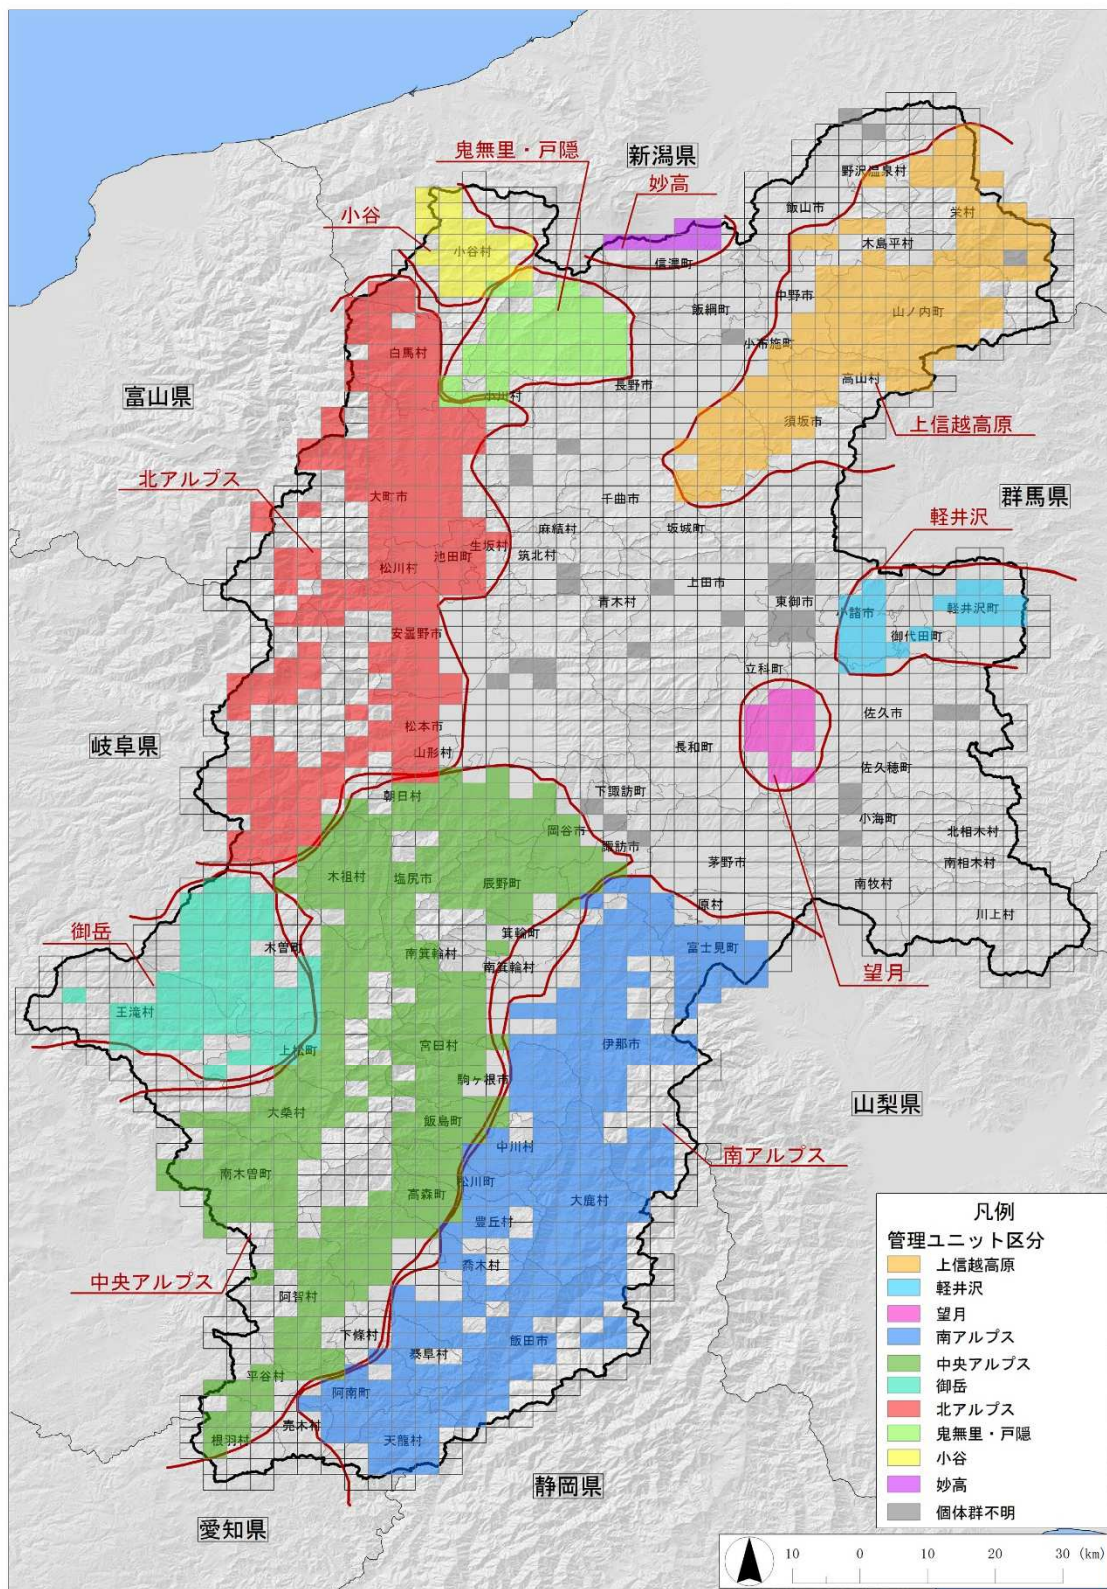 鬼無里・戸隠
新潟県
妙高
小谷
野沢温泉村
飯山市
栄村
木島平村
小谷村
信濃町
中野市
飯綱町
山ノ内町
小布施町
白馬村
長野市
高山村
小川村
須坂市
富山県
上信越高原
北アルプス
大町市
千曲市
群馬県
麻績村
坂城町
軽井沢
生坂村
池田町
筑北村
松川村
上田市
青木村
東御市
小諸市
軽井沢町
安曇野市
御代田町
立科町
佐久市
松本市
岐阜県
長和町
山形村
佐久穂町
朝日村
下諏訪町
小海町
岡谷市
北相木村
諏訪市
茅野市
南相木村
木祖村
塩尻市
辰野町
南牧村
原村
川上村
御岳
木曽町
箕輪町
富士見町
南箕輪村
南箕輪村
望月
王滝村
上松町
宮田村
伊那市
駒ヶ根市
山梨県
大桑村
飯島町
中川村
南アルプス
南木曽町
松川町
高森町
大鹿村
豊丘村
喬木村
中央アルプス
阿智村
下條村
泰阜村
飯田市
平谷村
阿南町
売木村
根羽村
天龍村
静岡県
愛知県
凡例
管理ユニット区分
上信越高原
軽井沢
望月
南アルプス
中央アルプス
御岳
北アルプス
鬼無里・戸隠
小谷
妙高
個体群不明
10 0 10 20 30 (km)